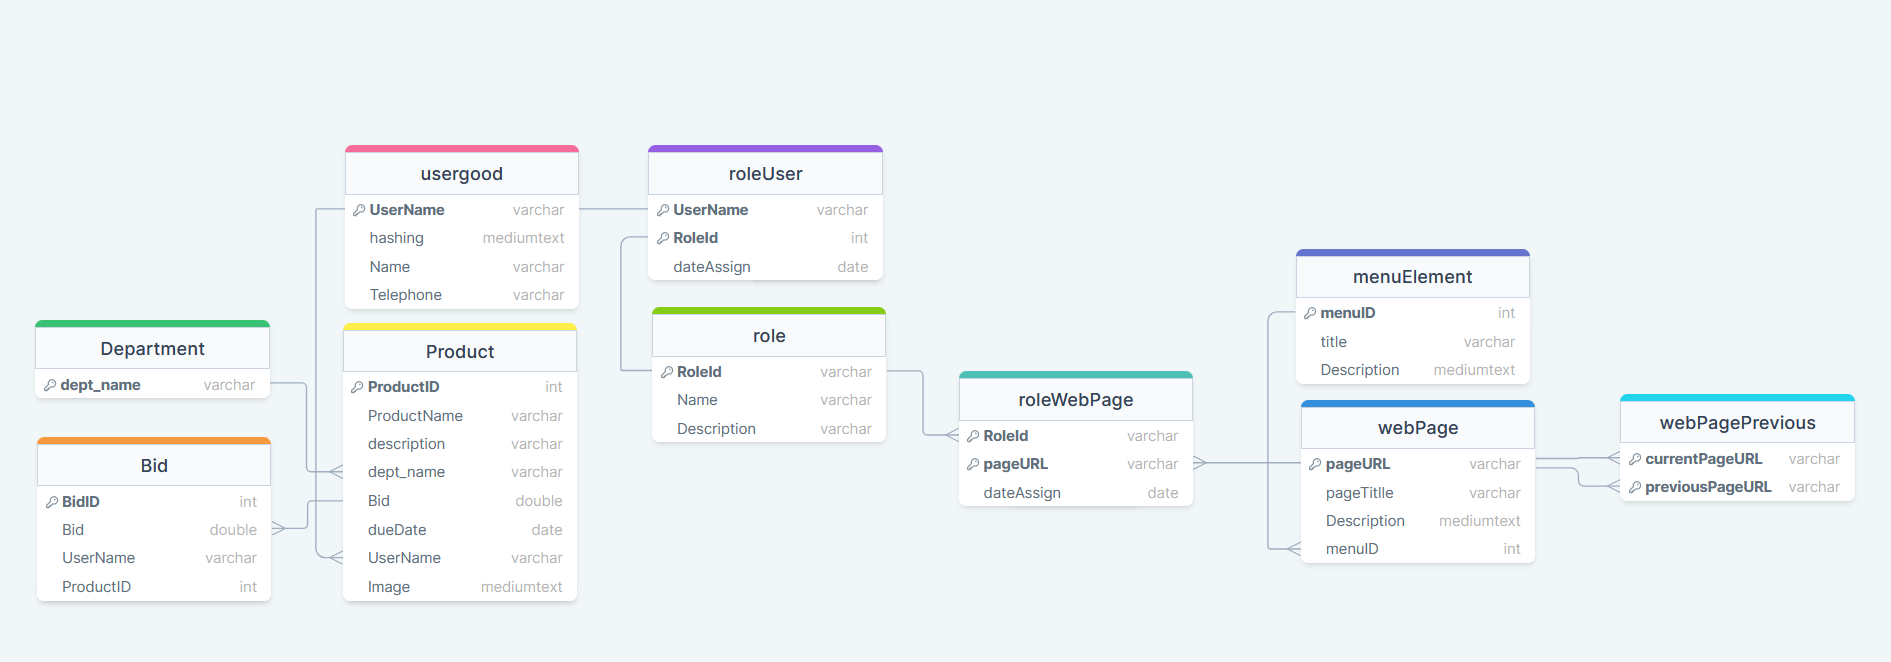 usergood
UserName varchar
hashing mediumtext
Name varchar
Telephone varchar
roleUser
UserName varchar
RoleId int
dateAssign date
Department
dept_name varchar
Product
ProductID int
ProductName varchar
description varchar
dept_name varchar
Bid double
dueDate date
UserName varchar
Image mediumtext
role
RoleId varchar
Name varchar
Description varchar
Bid
BidID int
Bid double
UserName varchar
ProductID int
roleWebPage
RoleId varchar
pageURL varchar
dateAssign date
menuElement
menuID int
title varchar
Description mediumtext
webPage
pageURL varchar
pageTitlle varchar
Description mediumtext
menuID int
webPagePrevious
currentPageURL varchar
previousPageURL varchar